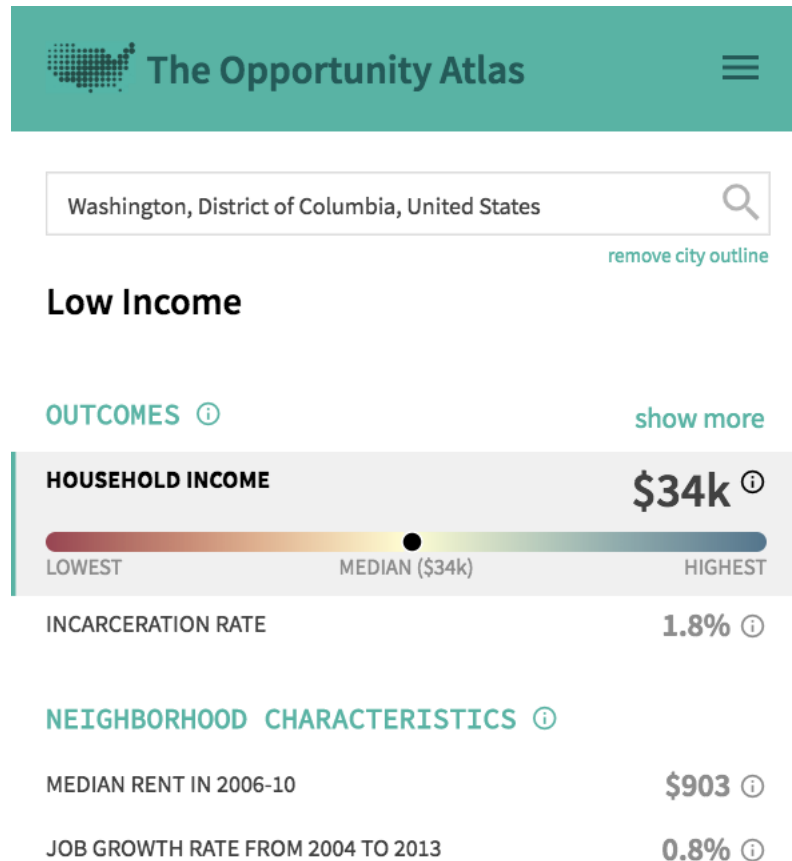 The Opportunity Atlas
Washington, District of Columbia, United States
remove city outline
Low Income
OUTCOMES
show more
HOUSEHOLD INCOME
$34k
LOWEST MEDIAN ($34k) HIGHEST
INCARCERATION RATE 1.8%
NEIGHBORHOOD CHARACTERISTICS
MEDIAN RENT IN 2006-10 $903
JOB GROWTH RATE FROM 2004 TO 2013 0.8%